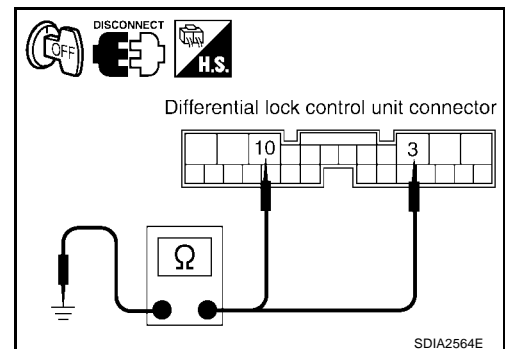 OFF
DISCONNECT
H.S.
Differential lock control unit connector
10 3
Ω
SDIA2564E